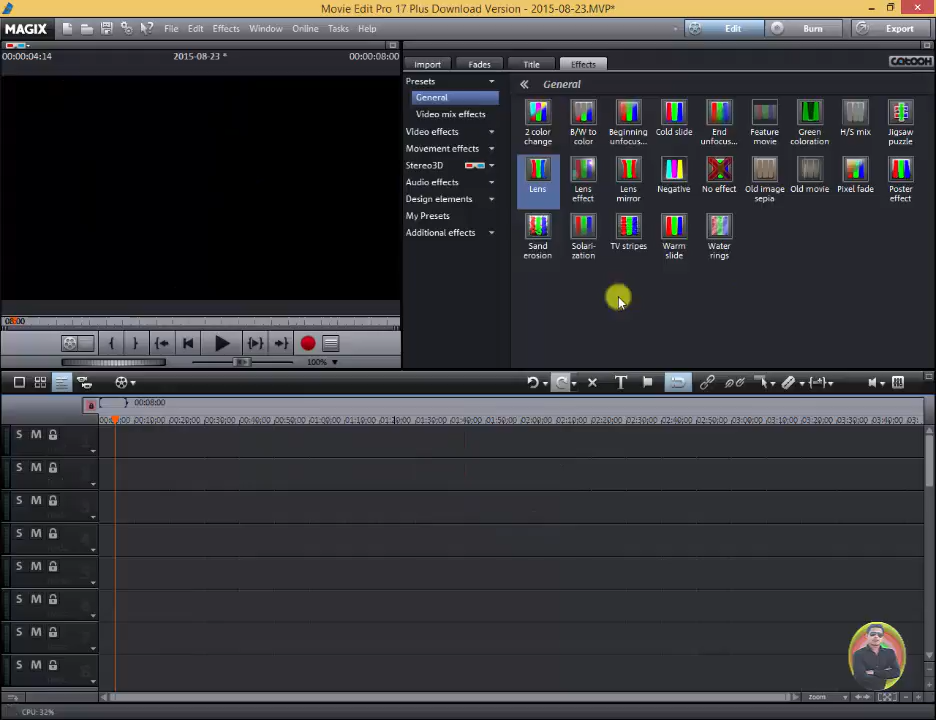 Movie Edit Pro 17 Plus Download Version - 2015-08-23.MVP*
MAGIX
File Edit Effects Window Online Tasks Help
Edit Burn Export
00:00:04:14 2015-08-23 * 00:00:08:00
Import Fades Title Effects
CATOOH
Presets
General
Video mix effects
Video effects
Movement effects
Stereo3D
Audio effects
Design elements
My Presets
Additional effects
General
2 color change
B/W to color
Beginning unfocus...
Cold slide
End unfocus...
Feature movie
Green coloration
H/S mix
Jigsaw puzzle
Lens
Lens effect
Lens mirror
Negative
No effect
Old image sepia
Old movie
Pixel fade
Poster effect
Sand erosion
Solari-zation
TV stripes
Warm slide
Water rings
100%
00:08:00
S M
S M
S M
S M
S M
S M
S M
S M
zoom
CPU: 32%